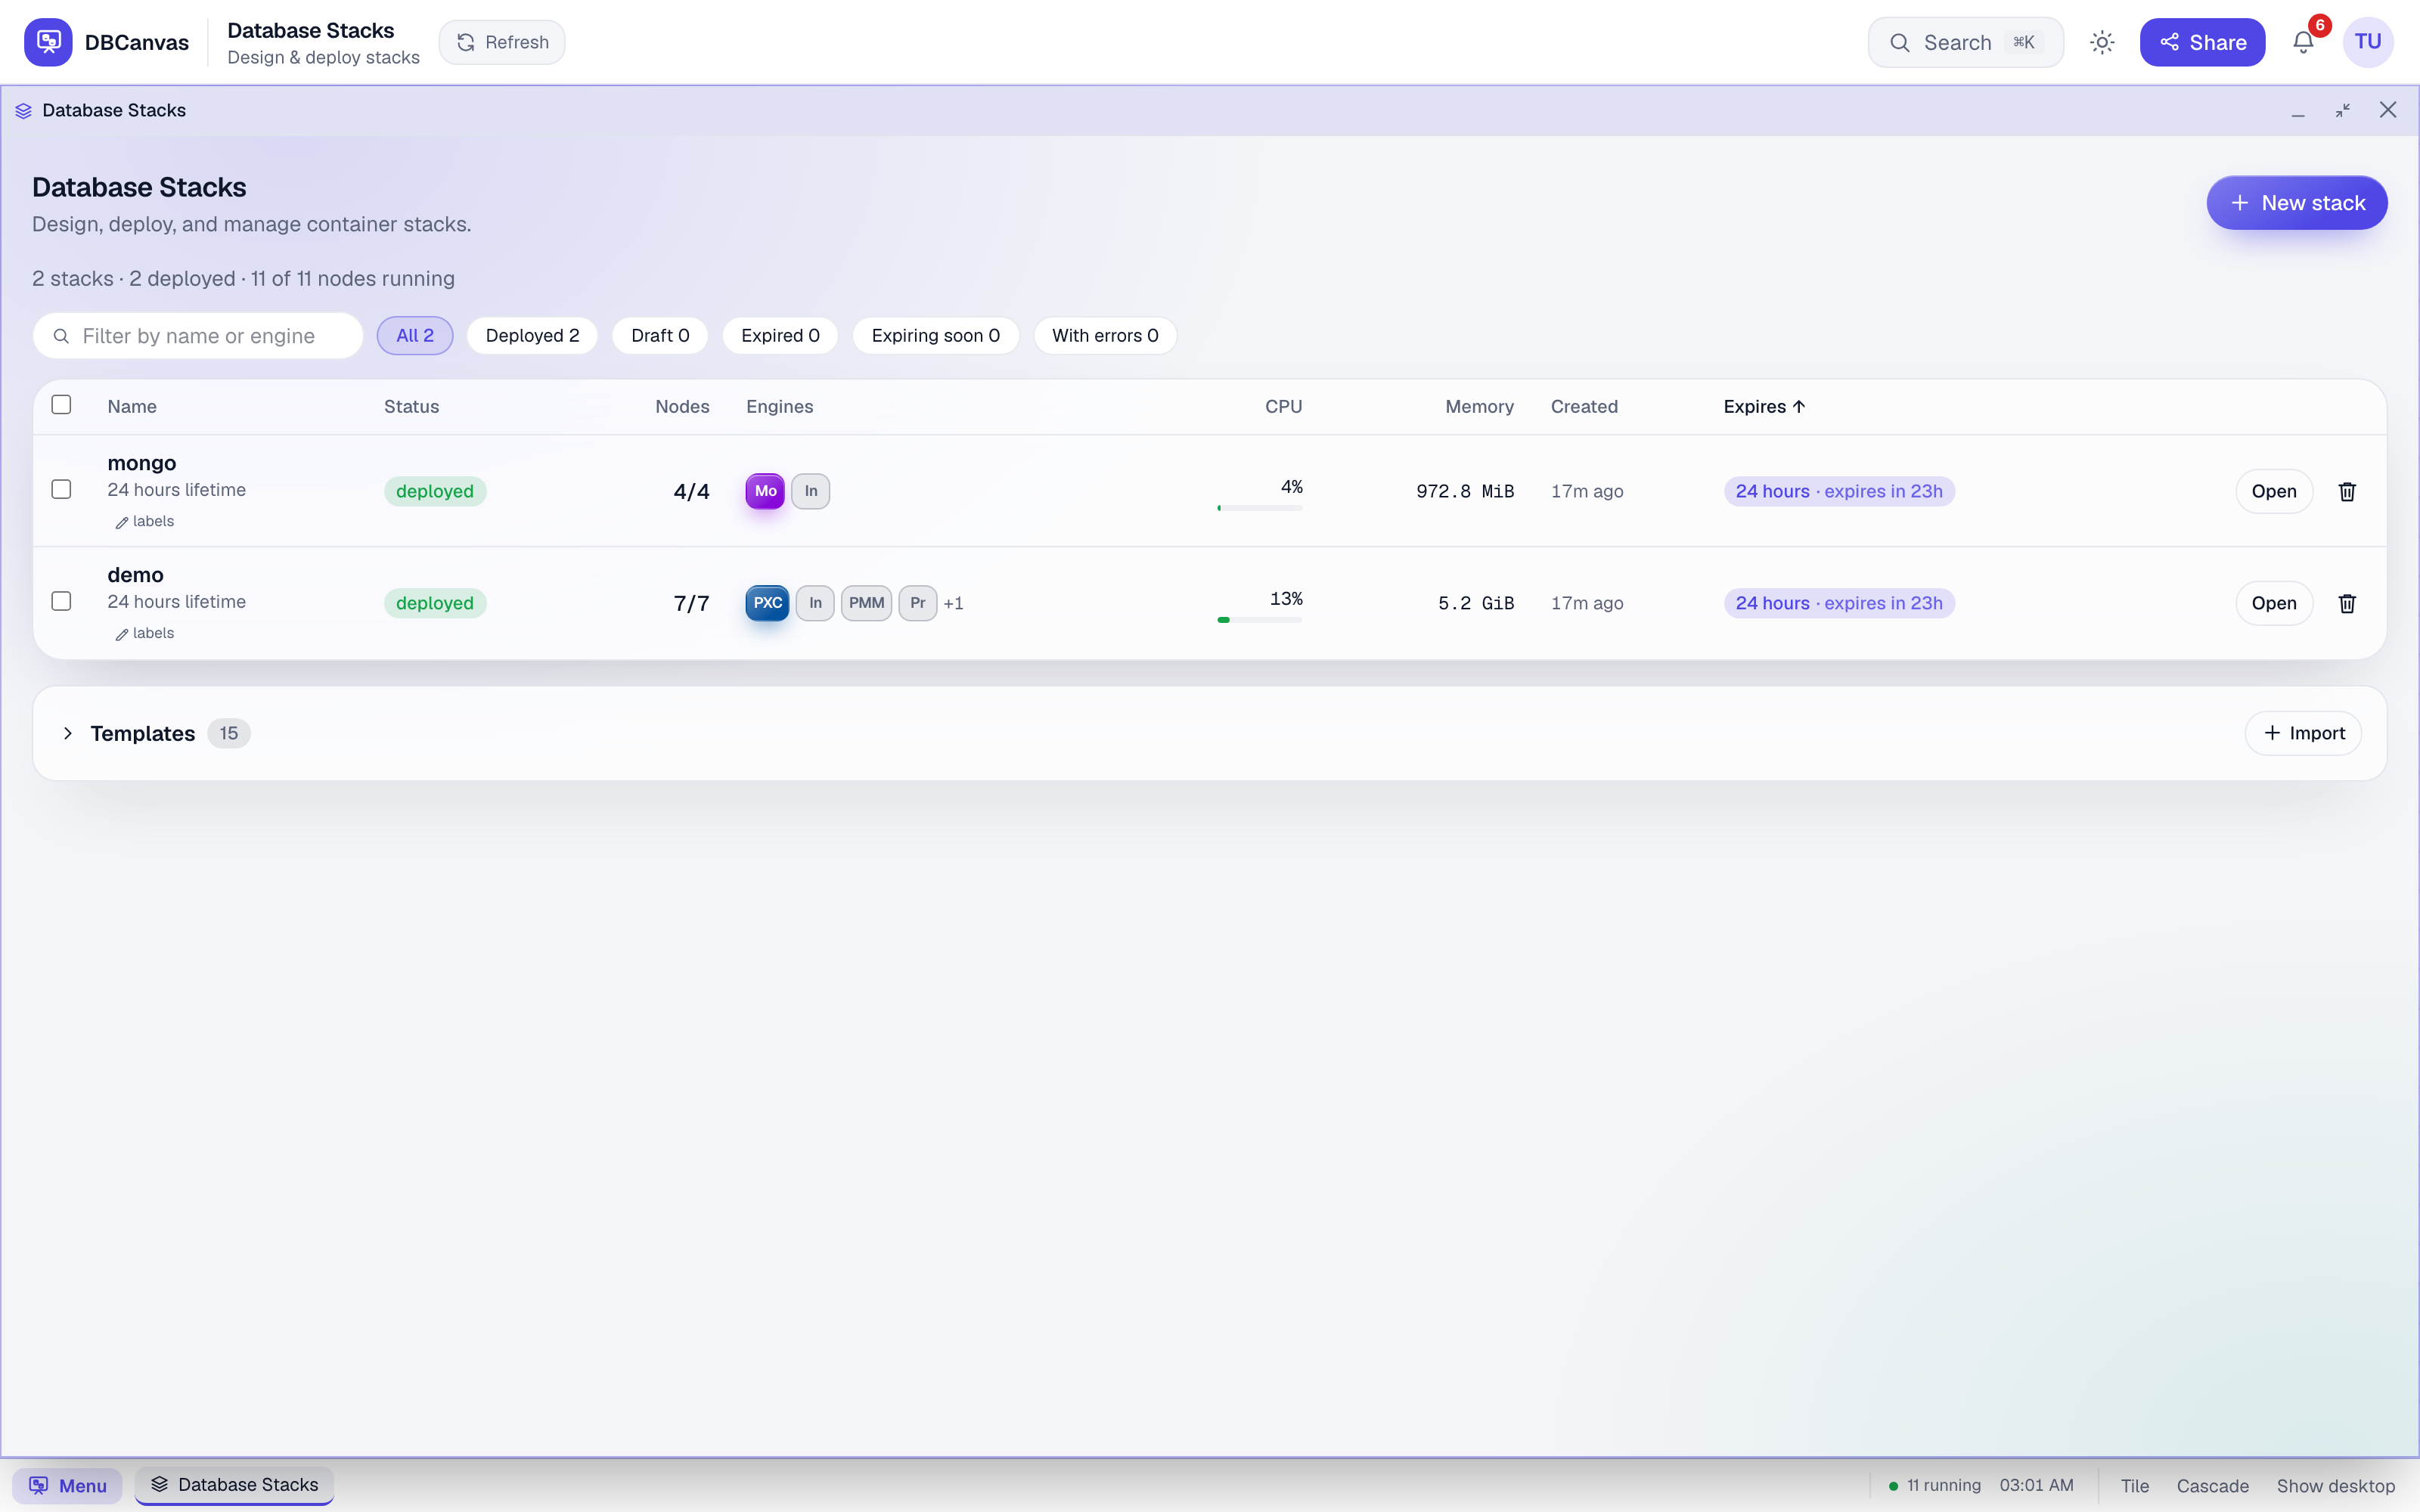 DBCanvas
Database Stacks
Design & deploy stacks
Refresh
Search ⌘K
Share
6
TU
Database Stacks
Database Stacks
Design, deploy, and manage container stacks.
New stack
2 stacks · 2 deployed · 11 of 11 nodes running
Filter by name or engine
All 2
Deployed 2
Draft 0
Expired 0
Expiring soon 0
With errors 0
Name Status Nodes Engines CPU Memory Created Expires ↑
mongo
24 hours lifetime
labels
deployed 4/4 Mo In 4% 972.8 MiB 17m ago 24 hours · expires in 23h Open
demo
24 hours lifetime
labels
deployed 7/7 PXC In PMM Pr +1 13% 5.2 GiB 17m ago 24 hours · expires in 23h Open
Templates 15
Import
Menu
Database Stacks
11 running 03:01 AM Tile Cascade Show desktop